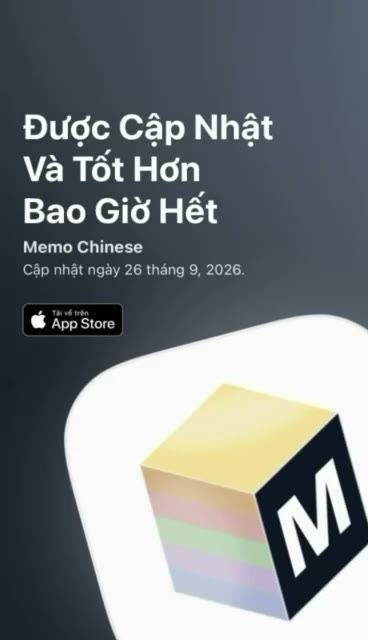 Được Cập Nhật
Và Tốt Hơn
Bao Giờ Hết
Memo Chinese
Cập nhật ngày 26 tháng 9, 2026.
Tải về trên
App Store
M